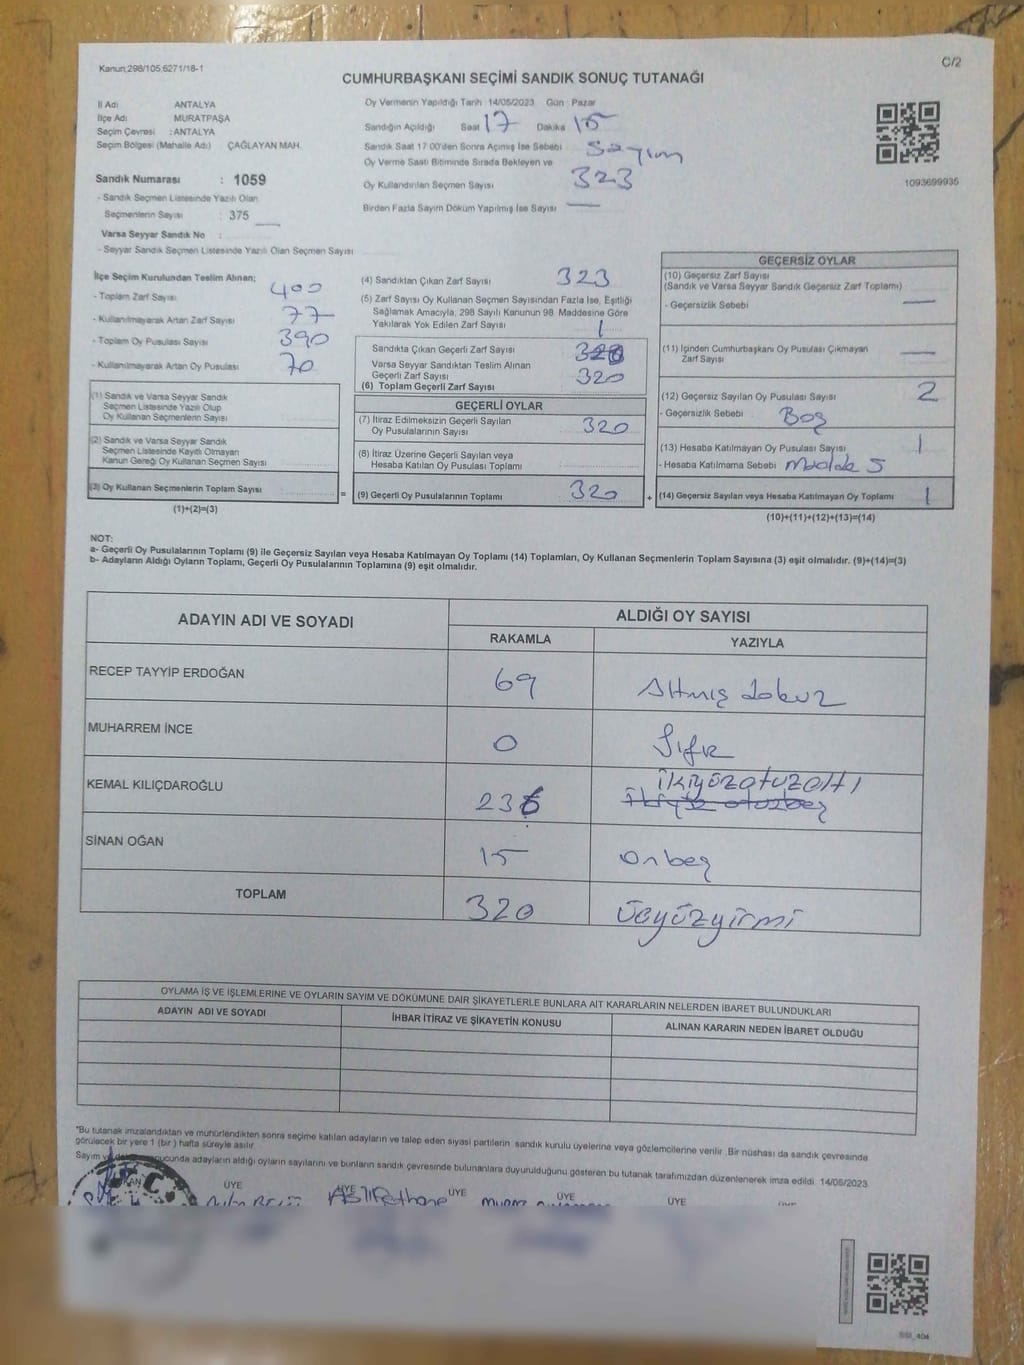 Kanun:298/105,6271/18-1
C/2
CUMHURBAŞKANI SEÇİMİ SANDIK SONUÇ TUTANAĞI
İl Adı ANTALYA
İlçe Adı MURATPAŞA
Seçim Çevresi : ANTALYA
Seçim Bölgesi (Mahalle Adı) ÇAĞLAYAN MAH.
Sandık Numarası : 1059
- Sandık Seçmen Listesinde Yazılı Olan
Seçmenlerin Sayısı : 375
Varsa Seyyar Sandık No
- Seyyar Sandık Seçmen Listesinde Yazılı Olan Seçmen Sayısı
Oy Vermenin Yapıldığı Tarih 14/05/2023 Gün Pazar
Sandığın Açıldığı Saat 17 Dakika 15
Sandık Saat 17.00'den Sonra Açılmış İse Sebebi sayım
Oy Verme Saati Bitiminde Sırada Bekleyen ve
Oy Kullandırılan Seçmen Sayısı 323
Birden Fazla Sayım Döküm Yapılmış İse Sayısı —
1093699935
İlçe Seçim Kurulundan Teslim Alınan;
- Toplam Zarf Sayısı 400
- Kullanılmayarak Artan Zarf Sayısı 77
- Toplam Oy Pusulası Sayısı 390
- Kullanılmayarak Artan Oy Pusulası 70
(1) Sandık ve Varsa Seyyar Sandık
Seçmen Listesinde Yazılı Olup
Oy Kullanan Seçmen Sayısı
(2) Sandık ve Varsa Seyyar Sandık
Seçmen Listesinde Kayıtlı Olmayan
Kanun Gereği Oy Kullanan Seçmen Sayısı
(3) Oy Kullanan Seçmenlerin Toplam Sayısı
(1)+(2)=(3)
(4) Sandıktan Çıkan Zarf Sayısı 323
(5) Zarf Sayısı Oy Kullanan Seçmen Sayısından Fazla İse, Eşitliği
Sağlamak Amacıyla, 298 Sayılı Kanunun 98. Maddesine Göre
Yakılarak Yok Edilen Zarf Sayısı 1
Sandıkta Çıkan Geçerli Zarf Sayısı
Varsa Seyyar Sandıktan Teslim Alınan
Geçerli Zarf Sayısı 320
(6) Toplam Geçerli Zarf Sayısı
GEÇERLİ OYLAR
(7) İtiraz Edilmeksizin Geçerli Sayılan
Oy Pusulalarının Sayısı 320
(8) İtiraz Üzerine Geçerli Sayılan veya
Hesaba Katılan Oy Pusulası Toplamı
= (9) Geçerli Oy Pusulalarının Toplamı 320
GEÇERSİZ OYLAR
(10) Geçersiz Zarf Sayısı
(Sandık ve Varsa Seyyar Sandık Geçersiz Zarf Toplamı)
- Geçersizlik Sebebi —
(11) İçinden Cumhurbaşkanı Oy Pusulası Çıkmayan
Zarf Sayısı —
(12) Geçersiz Sayılan Oy Pusulası Sayısı 2
- Geçersizlik Sebebi Boş
(13) Hesaba Katılmayan Oy Pusulası Sayısı 1
- Hesaba Katılmama Sebebi
+ (14) Geçersiz Sayılan veya Hesaba Katılmayan Oy Toplamı 1
(10)+(11)+(12)+(13)=(14)
NOT:
a- Geçerli Oy Pusulalarının Toplamı (9) ile Geçersiz Sayılan veya Hesaba Katılmayan Oy Toplamı (14) Toplamları, Oy Kullanan Seçmenlerin Toplam Sayısına (3) eşit olmalıdır. (9)+(14)=(3)
b- Adayların Aldığı Oyların Toplamı, Geçerli Oy Pusulalarının Toplamına (9) eşit olmalıdır.
ADAYIN ADI VE SOYADI ALDIĞI OY SAYISI
RAKAMLA YAZIYLA
RECEP TAYYİP ERDOĞAN 69 Altmış dokuz
MUHARREM İNCE 0 Sıfır
KEMAL KILIÇDAROĞLU 236 ikiyüzotuzaltı
ikiyüz otuzbeş
SİNAN OĞAN 15 onbeş
TOPLAM 320 üçyüzyirmi
OYLAMA İŞ VE İŞLEMLERİNE VE OYLARIN SAYIM VE DÖKÜMÜNE DAİR ŞİKAYETLERLE BUNLARA AİT KARARLARIN NELERDEN İBARET BULUNDUKLARI
ADAYIN ADI VE SOYADI İHBAR İTİRAZ VE ŞİKAYETİN KONUSU ALINAN KARARIN NEDEN İBARET OLDUĞU
"Bu tutanak imzalandıktan ve mühürlendikten sonra seçime katılan adayların ve talep eden siyasi partilerin sandık kurulu üyelerine veya gözlemcilerine verilir. Bir nüshası da sandık çevresinde
görülecek bir yere 1 (bir ) hafta süreyle asılır.
Sayım ve sonucunda adayların aldığı oyların sayılarını ve bunların sandık çevresinde bulunanlara duyurulduğunu gösteren bu tutanak tarafımızdan düzenlenerek imza edildi. 14/05/2023
ÜYE ÜYE ÜYE ÜYE ÜYE